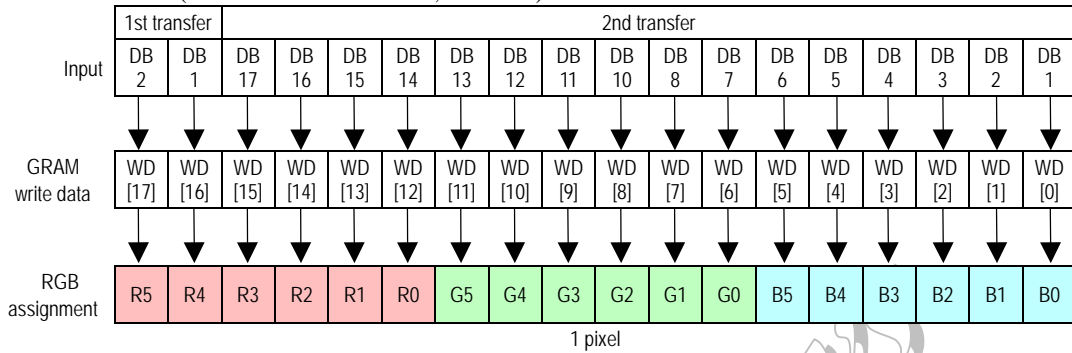 1st transfer 2nd transfer
Input DB 2 DB 1 DB 17 DB 16 DB 15 DB 14 DB 13 DB 12 DB 11 DB 10 DB 8 DB 7 DB 6 DB 5 DB 4 DB 3 DB 2 DB 1
GRAM write data WD [17] WD [16] WD [15] WD [14] WD [13] WD [12] WD [11] WD [10] WD [9] WD [8] WD [7] WD [6] WD [5] WD [4] WD [3] WD [2] WD [1] WD [0]
RGB assignment R5 R4 R3 R2 R1 R0 G5 G4 G3 G2 G1 G0 B5 B4 B3 B2 B1 B0
1 pixel